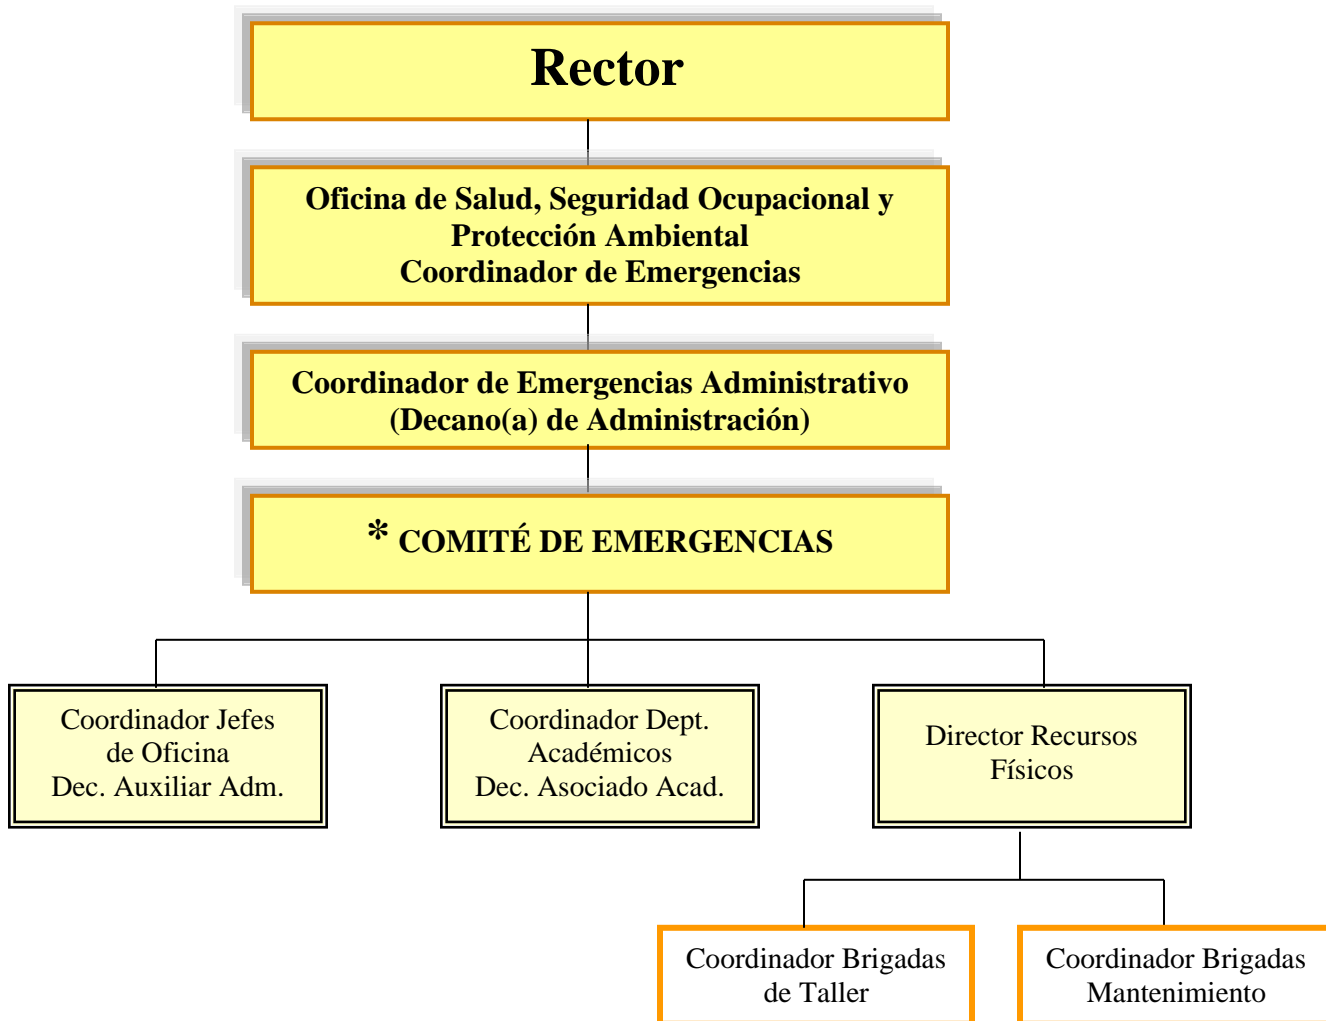 Rector
Oficina de Salud, Seguridad Ocupacional y
Protección Ambiental
Coordinador de Emergencias
Coordinador de Emergencias Administrativo
(Decano(a) de Administración)
* COMITÉ DE EMERGENCIAS
Coordinador Jefes
de Oficina
Dec. Auxiliar Adm.
Coordinador Dept.
Académicos
Dec. Asociado Acad.
Director Recursos
Físicos
Coordinador Brigadas
de Taller
Coordinador Brigadas
Mantenimiento